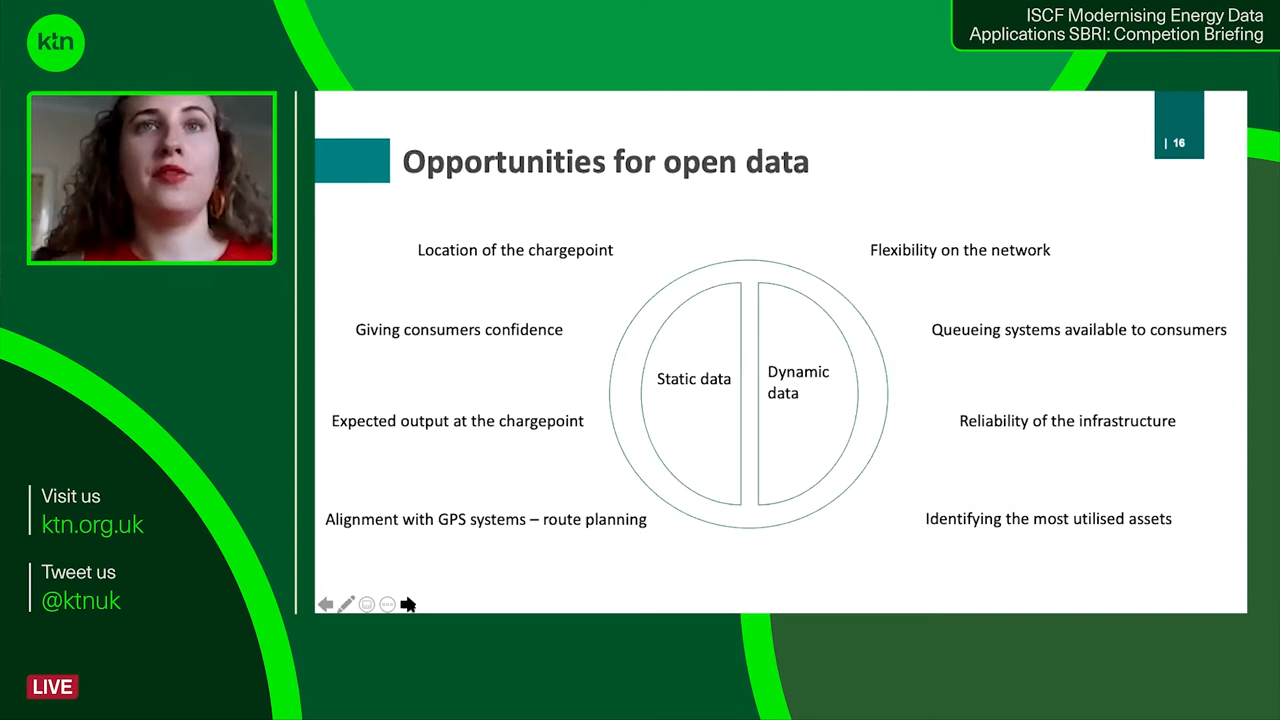 ktn
ISCF Modernising Energy Data
Applications SBRI: Competion Briefing
| 16
Opportunities for open data
Location of the chargepoint
Flexibility on the network
Giving consumers confidence
Queueing systems available to consumers
Static data
Dynamic
data
Expected output at the chargepoint
Reliability of the infrastructure
Alignment with GPS systems – route planning
Identifying the most utilised assets
Visit us
ktn.org.uk
Tweet us
@ktnuk
LIVE